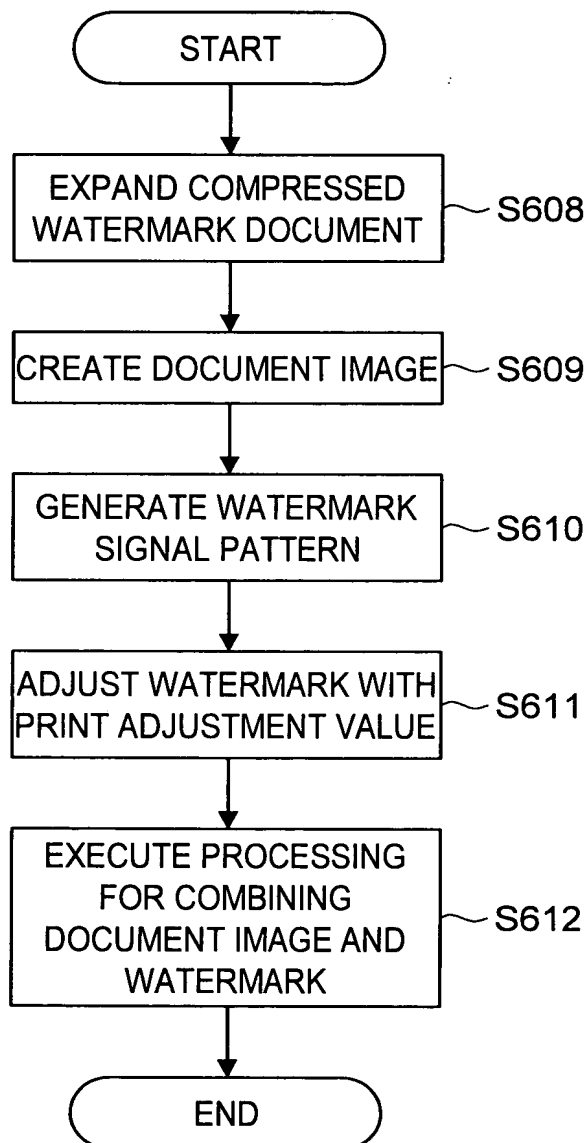 START
EXPAND COMPRESSED
WATERMARK DOCUMENT
S608
CREATE DOCUMENT IMAGE
S609
GENERATE WATERMARK
SIGNAL PATTERN
S610
ADJUST WATERMARK WITH
PRINT ADJUSTMENT VALUE
S611
EXECUTE PROCESSING
FOR COMBINING
DOCUMENT IMAGE AND
WATERMARK
S612
END